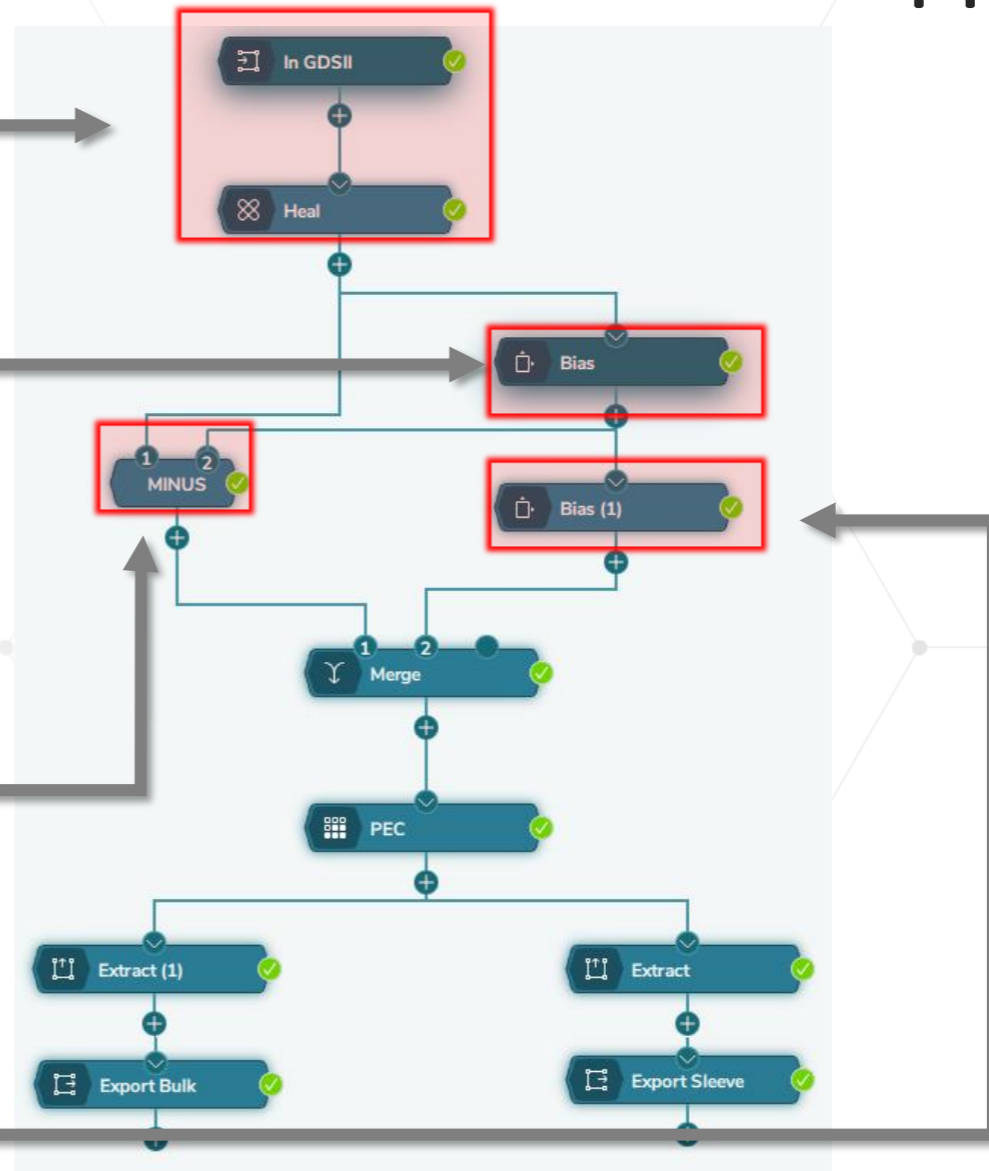 In GDSII
Heal
Bias
1
2
MINUS
Bias (1)
1
2
Merge
PEC
Extract (1)
Extract
Export Bulk
Export Sleeve